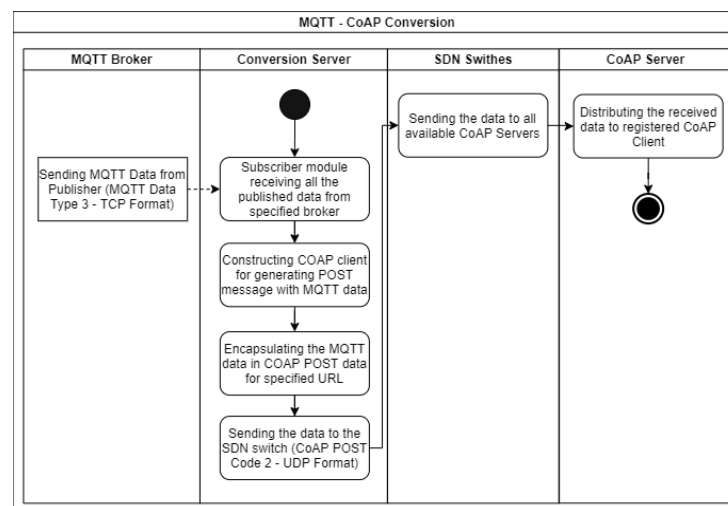 MQTT - CoAP Conversion
MQTT Broker
Conversion Server
SDN Swithes
CoAP Server
Sending MQTT Data from
Publisher (MQTT Data
Type 3 - TCP Format)
Subscriber module
receiving all the
published data from
specified broker
Constructing COAP client
for generating POST
message with MQTT data
Encapsulating the MQTT
data in COAP POST data
for specified URL
Sending the data to the
SDN switch (CoAP POST
Code 2 - UDP Format)
Sending the data to all
available CoAP Servers
Distributing the received
data to registered CoAP
Client